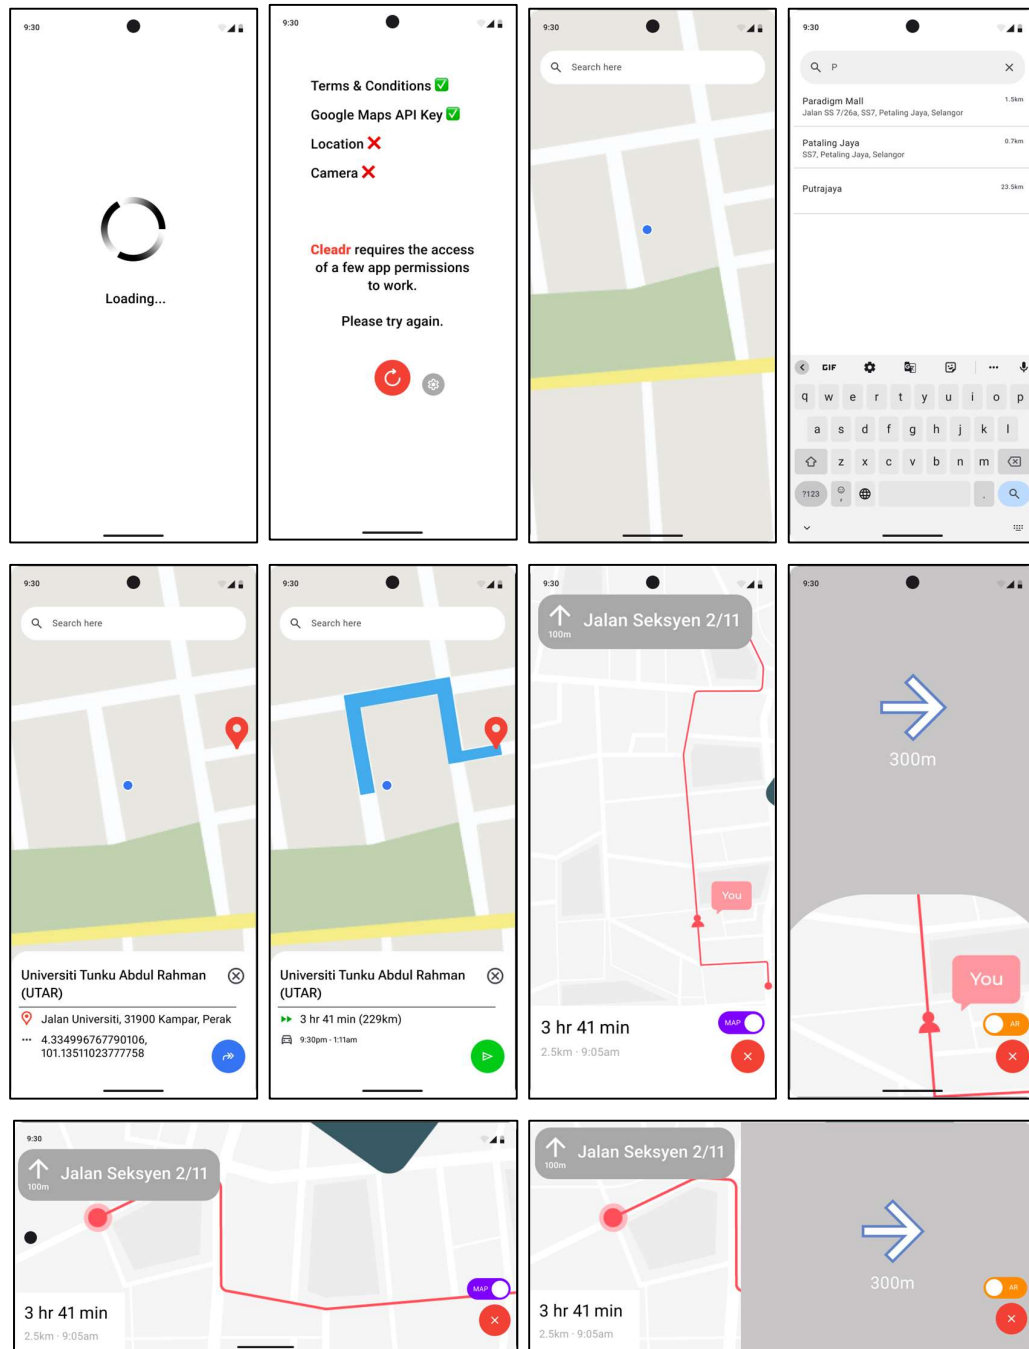 9:30
Loading...
9:30
Terms & Conditions ✅
Google Maps API Key ✅
Location ❌
Camera ❌
Cleadr requires the access
of a few app permissions
to work.
Please try again.
9:30
Search here
9:30
P
Paradigm Mall
1.5km
Jalan SS 7/26a, SS7, Petaling Jaya, Selangor
Pataling Jaya
0.7km
SS7, Petaling Jaya, Selangor
Putrajaya
23.5km
GIF
q w e r t y u i o p
a s d f g h j k l
z x c v b n m
?123 , .
9:30
Search here
Universiti Tunku Abdul Rahman
(UTAR)
Jalan Universiti, 31900 Kampar, Perak
4.334996767790106,
101.13511023777758
9:30
Search here
Universiti Tunku Abdul Rahman
(UTAR)
3 hr 41 min (229km)
9:30pm - 1:11am
9:30
Jalan Seksyen 2/11
100m
You
3 hr 41 min
MAP
2.5km · 9:05am
9:30
300m
You
AR
9:30
Jalan Seksyen 2/11
100m
MAP
3 hr 41 min
2.5km · 9:05am
Jalan Seksyen 2/11
100m
300m
AR
3 hr 41 min
2.5km · 9:05am